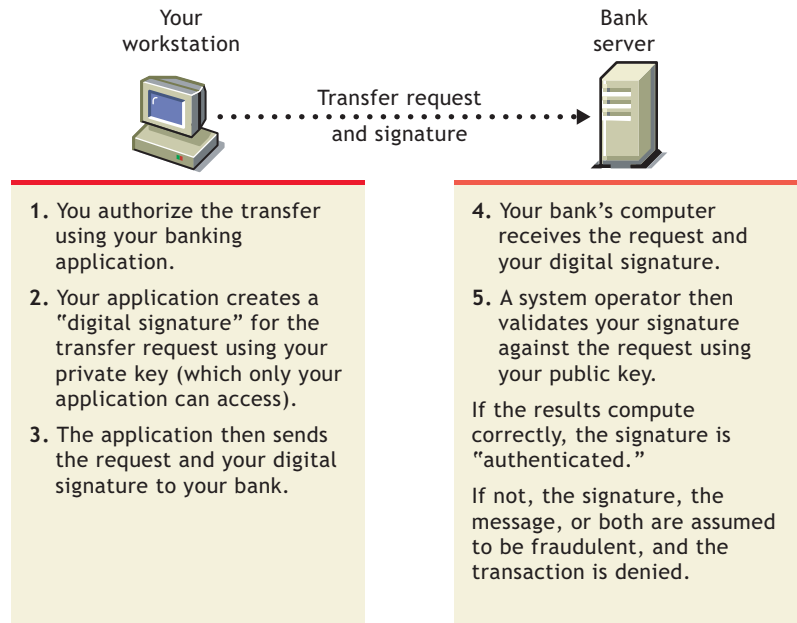 Your
workstation
Bank
server
Transfer request
and signature
1. You authorize the transfer
using your banking
application.
2. Your application creates a
“digital signature” for the
transfer request using your
private key (which only your
application can access).
3. The application then sends
the request and your digital
signature to your bank.
4. Your bank’s computer
receives the request and
your digital signature.
5. A system operator then
validates your signature
against the request using
your public key.
If the results compute
correctly, the signature is
“authenticated.”
If not, the signature, the
message, or both are assumed
to be fraudulent, and the
transaction is denied.